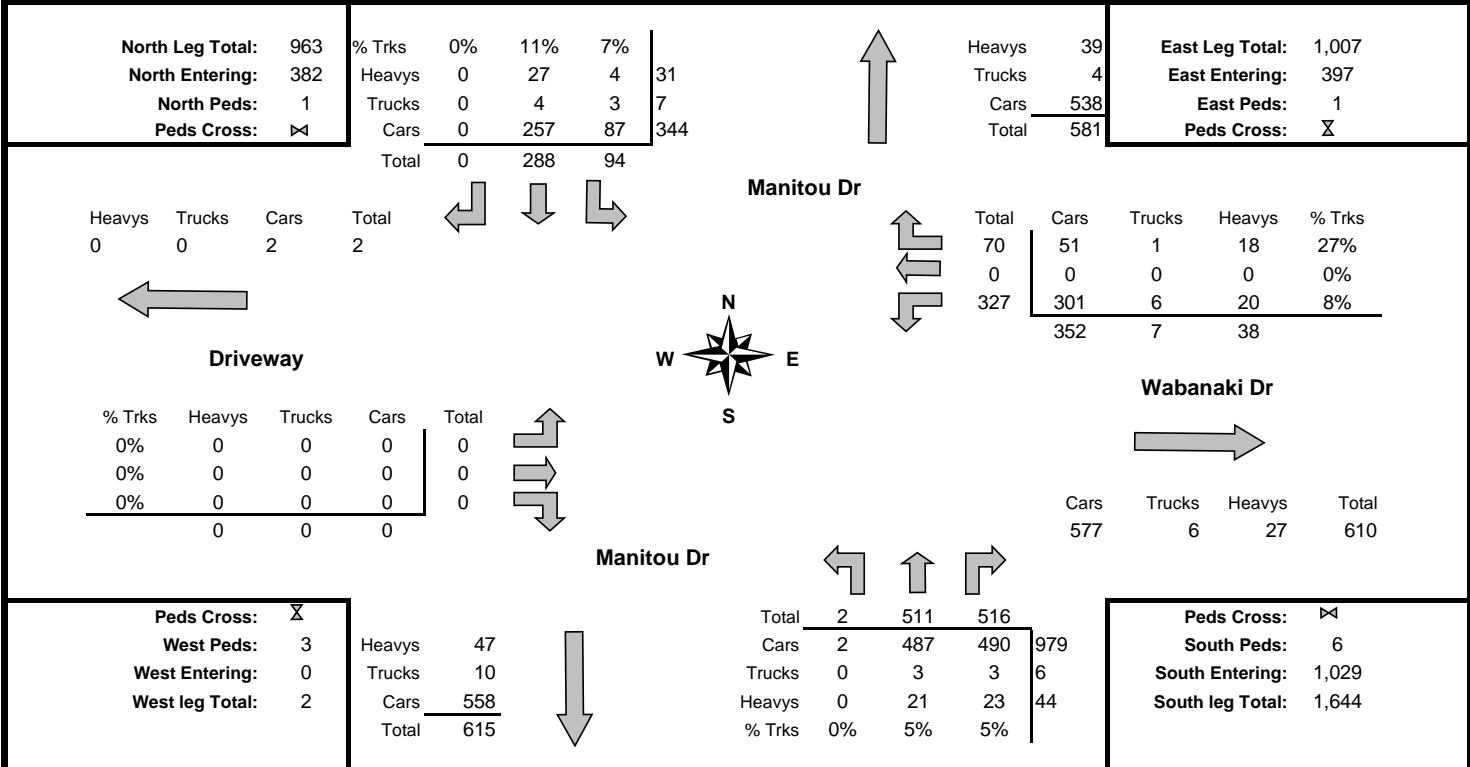 North Leg Total: 963
North Entering: 382
North Peds: 1
Peds Cross: ⋈
% Trks 0% 11% 7%
Heavys 0 27 4 31
Trucks 0 4 3 7
Cars 0 257 87 344
Total 0 288 94
Heavys 39
Trucks 4
Cars 538
Total 581
East Leg Total: 1,007
East Entering: 397
East Peds: 1
Peds Cross: ⧖
Manitou Dr
Heavys Trucks Cars Total
0 0 2 2
Total Cars Trucks Heavys % Trks
70 51 1 18 27%
0 0 0 0 0%
327 301 6 20 8%
352 7 38
Driveway
N
W E
S
Wabanaki Dr
% Trks Heavys Trucks Cars Total
0% 0 0 0 0
0% 0 0 0 0
0% 0 0 0 0
0 0 0
Cars Trucks Heavys Total
577 6 27 610
Manitou Dr
Peds Cross: ⧖
West Peds: 3
West Entering: 0
West leg Total: 2
Heavys 47
Trucks 10
Cars 558
Total 615
Total 2 511 516
Cars 2 487 490 979
Trucks 0 3 3 6
Heavys 0 21 23 44
% Trks 0% 5% 5%
Peds Cross: ⋈
South Peds: 6
South Entering: 1,029
South leg Total: 1,644